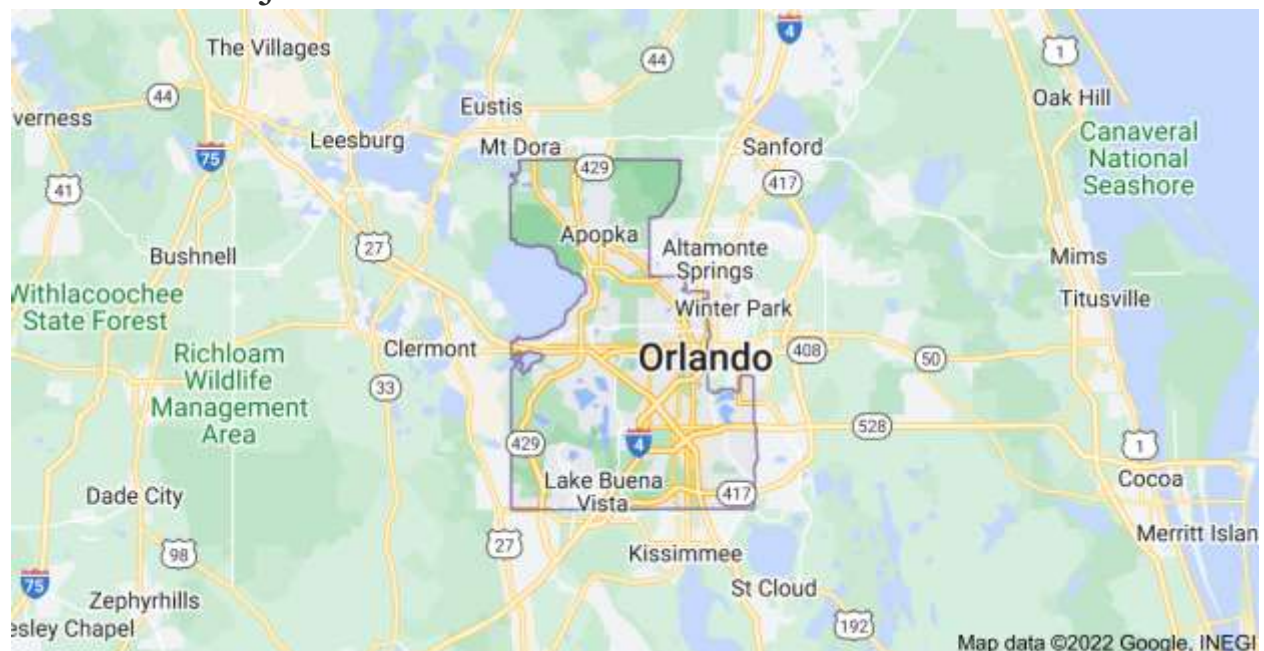 The Villages
44
1
4
44
Oak Hill
verness
Eustis
Leesburg
Mt Dora
Sanford
Canaveral
National
Seashore
75
429
417
41
Apopka
27
Altamonte
Springs
Bushnell
Mims
Withlacoochee
State Forest
Winter Park
Titusville
Clermont
Orlando
408
50
Richloam
Wildlife
Management
Area
33
429
4
528
1
Lake Buena
Vista
417
Cocoa
Dade City
27
Merritt Islan
98
Kissimmee
75
St Cloud
Zephyrhills
esley Chapel
192
Map data ©2022 Google, INEGI